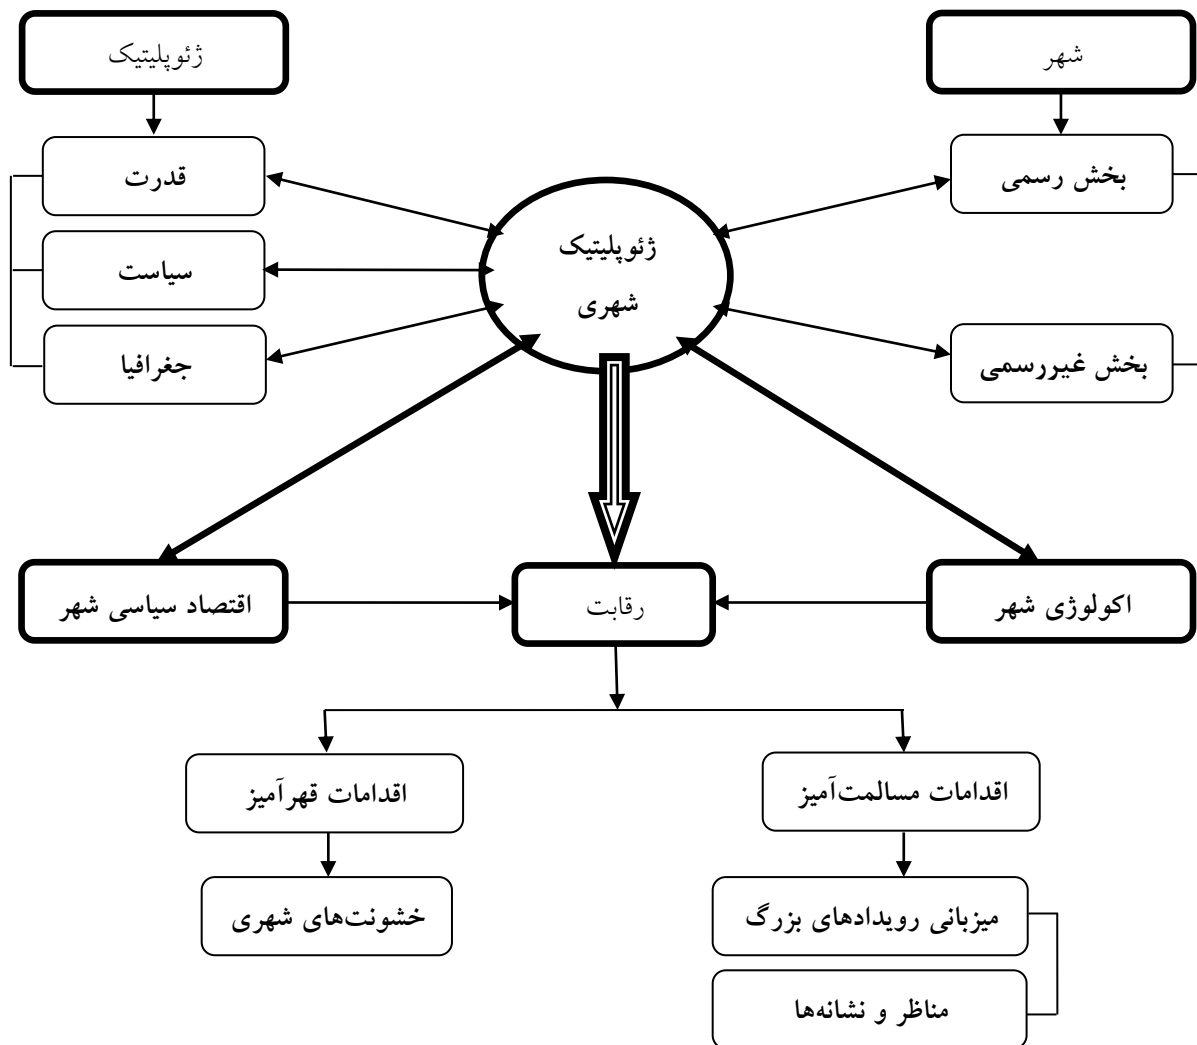 شهر
ژئوپلیتیک
بخش رسمی
قدرت
ژئوپلیتیک
شهری
سیاست
بخش غیررسمی
جغرافیا
اکولوژی شهر
رقابت
اقتصاد سیاسی شهر
اقدامات مسالمت‌آمیز
اقدامات قهرآمیز
میزبانی رویدادهای بزرگ
خشونت‌های شهری
مناظر و نشانه‌ها